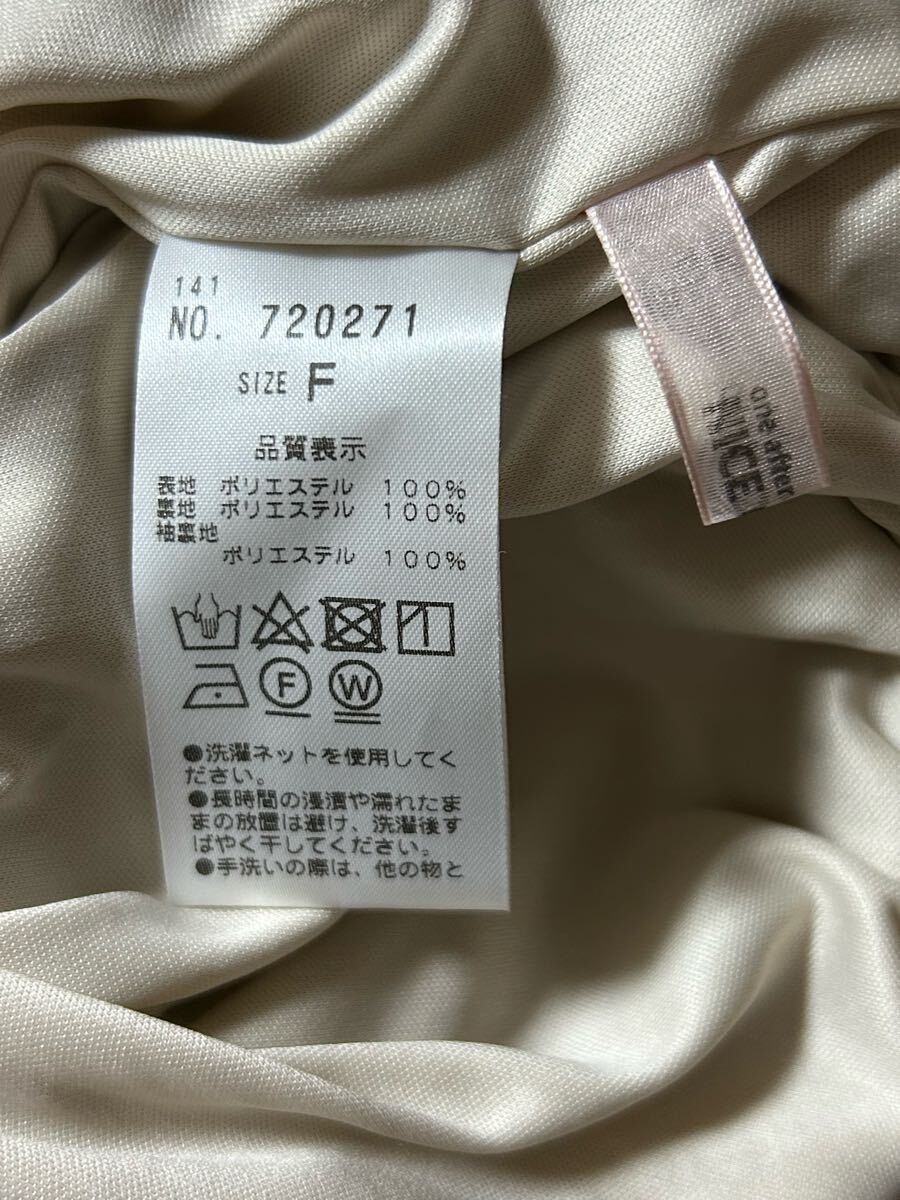 141
NO. 720271
SIZE F
品質表示
表地 ポリエステル 100%
裏地 ポリエステル 100%
袖裏地
ポリエステル 100%
F
W
●洗濯ネットを使用してく
ださい。
●長時間の浸漬や濡れたま
まの放置は避け、洗濯後す
ばやく干してください。
●手洗いの際は、他の物と
one after
NICE